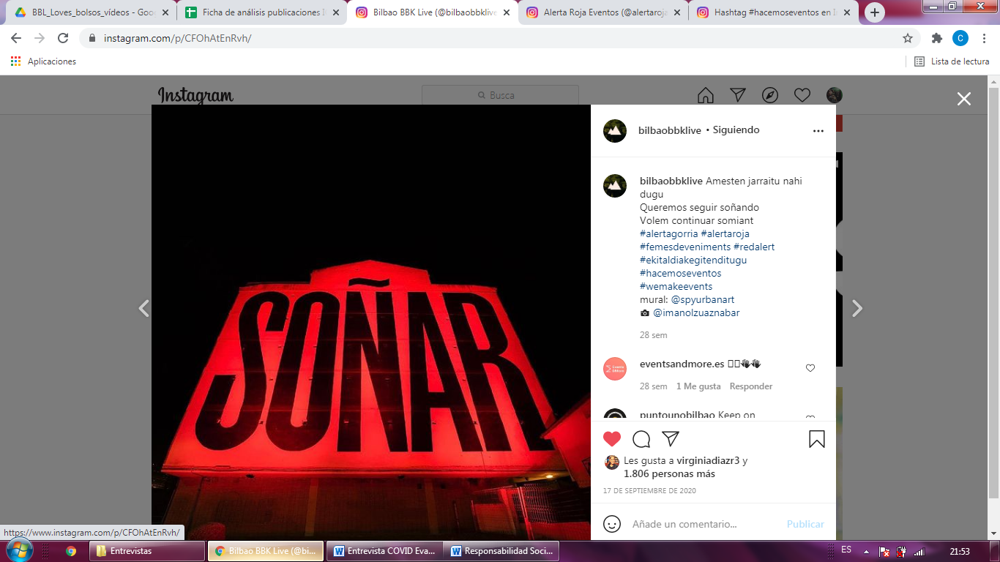 BBL_Loves_bolsos_vídeos - Goo
Ficha de análisis publicaciones I
Bilbao BBK Live (@bilbaobbklive
Alerta Roja Eventos (@alertaroja
Hashtag #hacemoseventos en I
instagram.com/p/CFOhAtEnRvh/
C
Aplicaciones
Lista de lectura
Instagram
Busca
SOÑAR
bilbaobbklive • Siguiendo
bilbaobbklive Amesten jarraitu nahi
dugu
Queremos seguir soñando
Volem continuar somiant
#alertagorria #alertaroja
#femesdeveniments #redalert
#ekitaldiakegitenditugu
#hacemoseventos
#wemakeevents
mural: @spyurbanart
@imanolzuaznabar
28 sem
eventsandmore.es
28 sem 1 Me gusta Responder
puntounobilbao Keep on
Les gusta a virginiadiazr3 y
1.806 personas más
17 DE SEPTIEMBRE DE 2020
Añade un comentario... Publicar
https://www.instagram.com/p/CFOhAtEnRvh/
Entrevistas
Bilbao BBK Live (@bi...
Entrevista COVID Eva...
Responsabilidad Soci...
ES
21:53